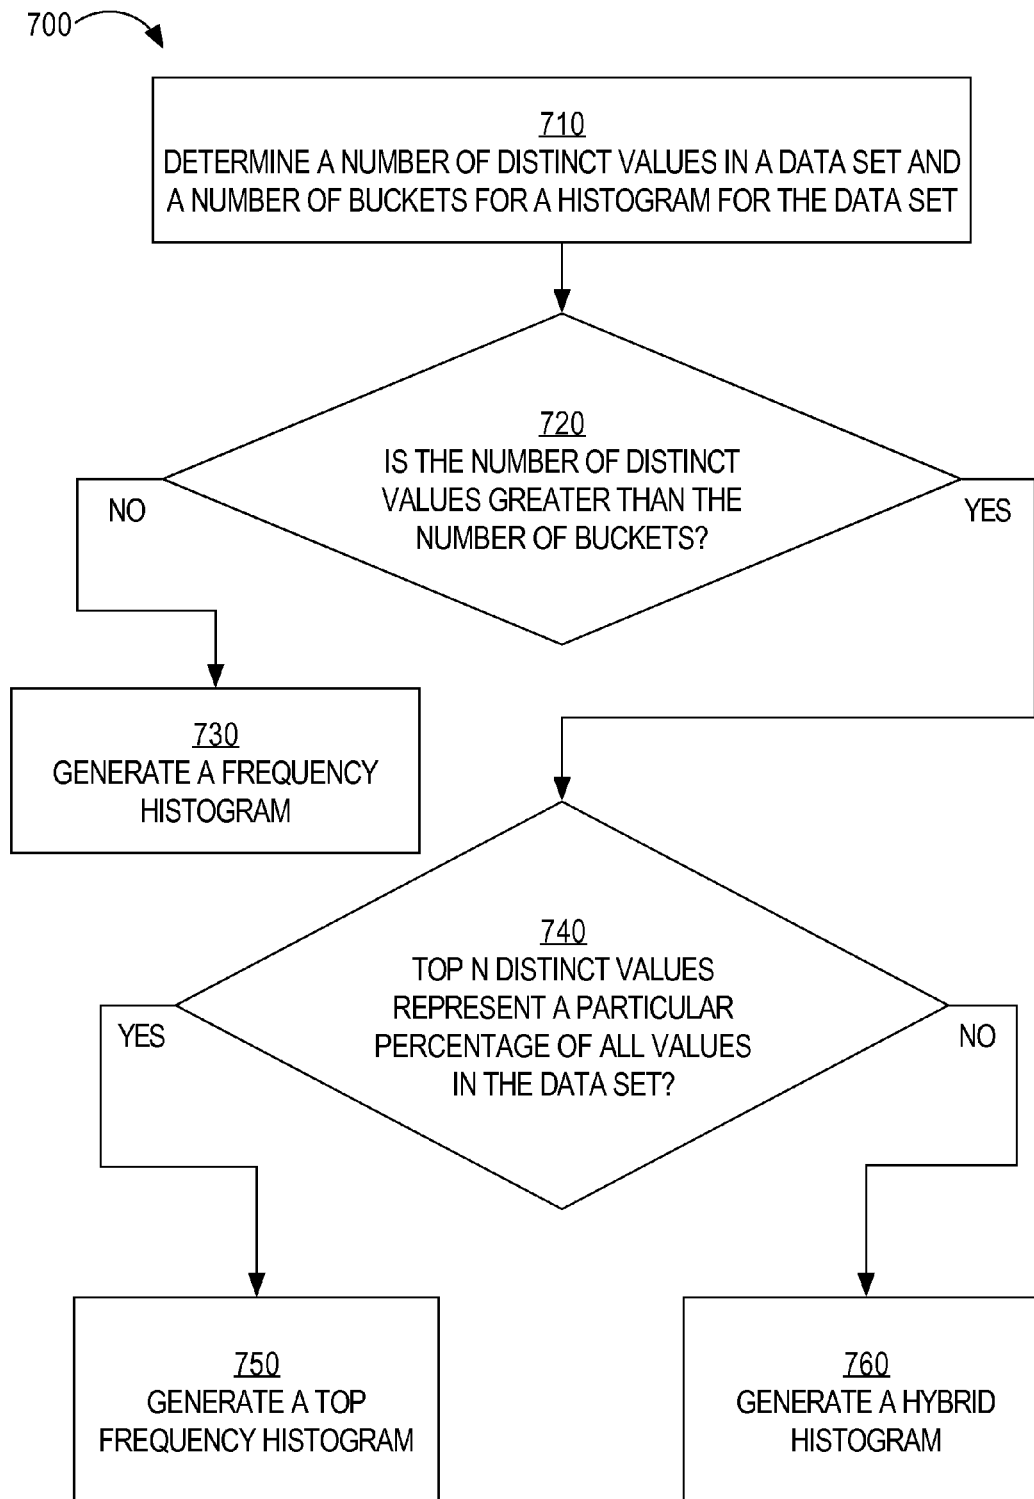 700
710
DETERMINE A NUMBER OF DISTINCT VALUES IN A DATA SET AND
A NUMBER OF BUCKETS FOR A HISTOGRAM FOR THE DATA SET
720
IS THE NUMBER OF DISTINCT
VALUES GREATER THAN THE
NUMBER OF BUCKETS?
NO
YES
730
GENERATE A FREQUENCY
HISTOGRAM
740
TOP N DISTINCT VALUES
REPRESENT A PARTICULAR
PERCENTAGE OF ALL VALUES
IN THE DATA SET?
YES
NO
750
GENERATE A TOP
FREQUENCY HISTOGRAM
760
GENERATE A HYBRID
HISTOGRAM